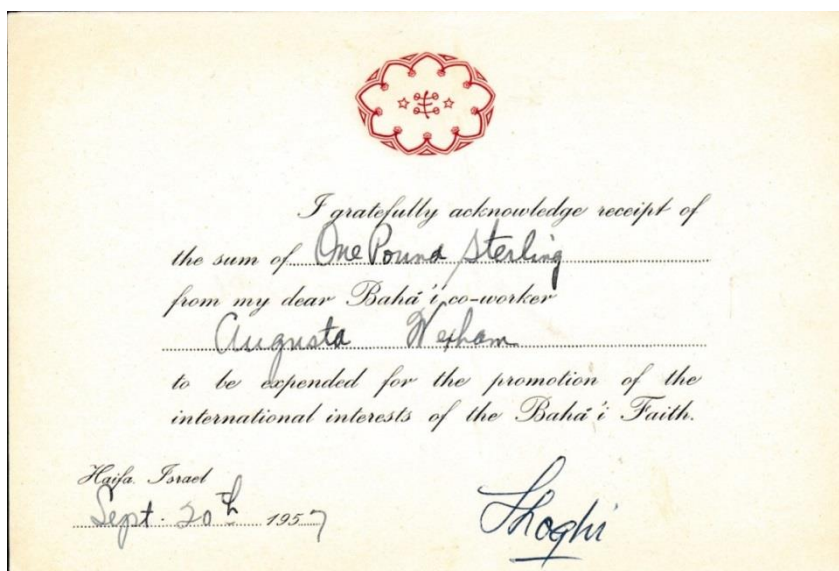 I gratefully acknowledge receipt of
the sum of One Pound Sterling
from my dear Bahá'í co-worker
Augusta Wexham
to be expended for the promotion of the
international interests of the Bahá'í Faith.
Haifa. Israel
Sept. 20th 1957
Shoghi